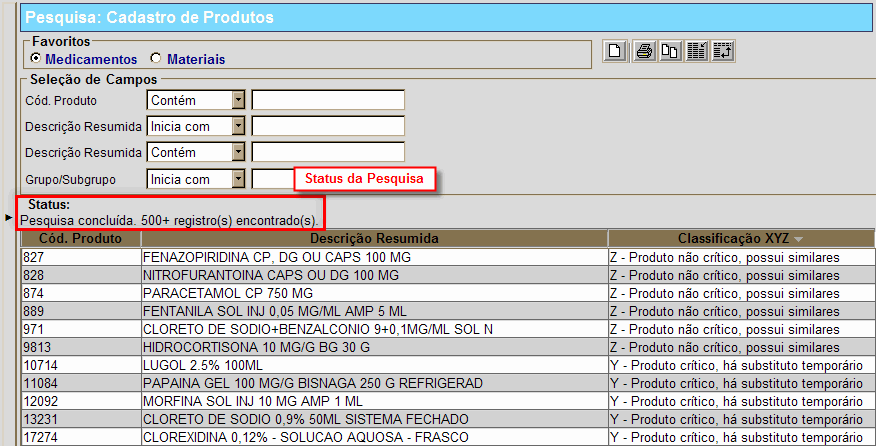 Pesquisa: Cadastro de Produtos
Favoritos
Medicamentos Materiais
Seleção de Campos
Cód. Produto Contém
Descrição Resumida Inicia com
Descrição Resumida Contém
Grupo/Subgrupo Inicia com
Status da Pesquisa
Status:
Pesquisa concluída. 500+ registro(s) encontrado(s).
Cód. Produto Descrição Resumida Classificação XYZ
827 FENAZOPIRIDINA CP, DG OU CAPS 100 MG Z - Produto não crítico, possui similares
828 NITROFURANTOINA CAPS OU DG 100 MG Z - Produto não crítico, possui similares
874 PARACETAMOL CP 750 MG Z - Produto não crítico, possui similares
889 FENTANILA SOL INJ 0,05 MG/ML AMP 5 ML Z - Produto não crítico, possui similares
971 CLORETO DE SODIO+BENZALCONIO 9+0,1MG/ML SOL N Z - Produto não crítico, possui similares
9813 HIDROCORTISONA 10 MG/G BG 30 G Z - Produto não crítico, possui similares
10714 LUGOL 2.5% 100ML Y - Produto crítico, há substituto temporário
11084 PAPAINA GEL 100 MG/G BISNAGA 250 G REFRIGERAD Y - Produto crítico, há substituto temporário
12092 MORFINA SOL INJ 10 MG AMP 1 ML Y - Produto crítico, há substituto temporário
13231 CLORETO DE SODIO 0,9% 50ML SISTEMA FECHADO Y - Produto crítico, há substituto temporário
17274 CLOREXIDINA 0,12% - SOLUCAO AQUOSA - FRASCO Y - Produto crítico, há substituto temporário